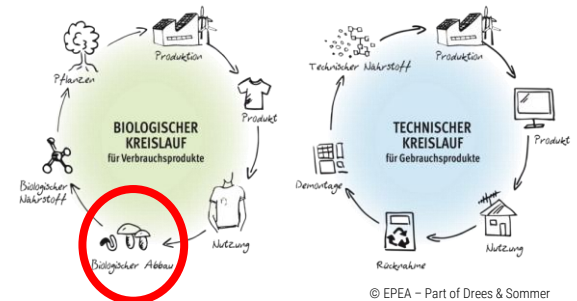 Pflanzen
Produktion
Produkt
BIOLOGISCHER
KREISLAUF
für Verbrauchsprodukte
Biologischer
Nährstoff
Biologischer Abbau
Nutzung
Technischer Nährstoff
Produktion
Produkt
TECHNISCHER
KREISLAUF
für Gebrauchsprodukte
Demontage
Rücknahme
Nutzung
© EPEA – Part of Drees & Sommer